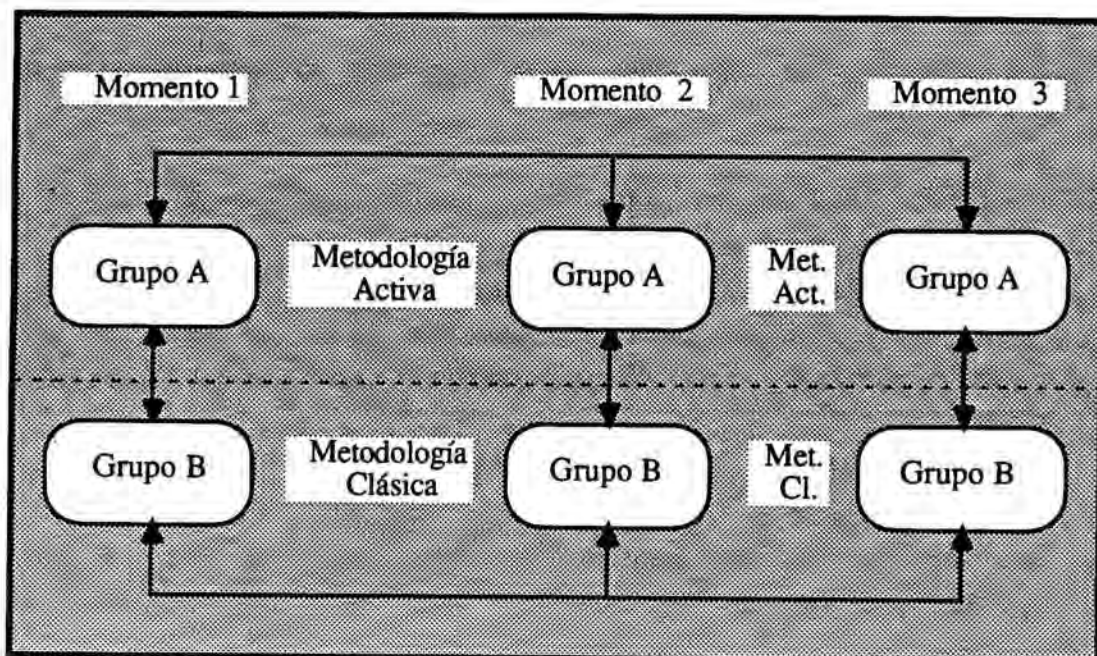 Momento 1
Momento 2
Momento 3
Grupo A
Metodología
Activa
Grupo A
Met.
Act.
Grupo A
Grupo B
Metodología
Clásica
Grupo B
Met.
Cl.
Grupo B